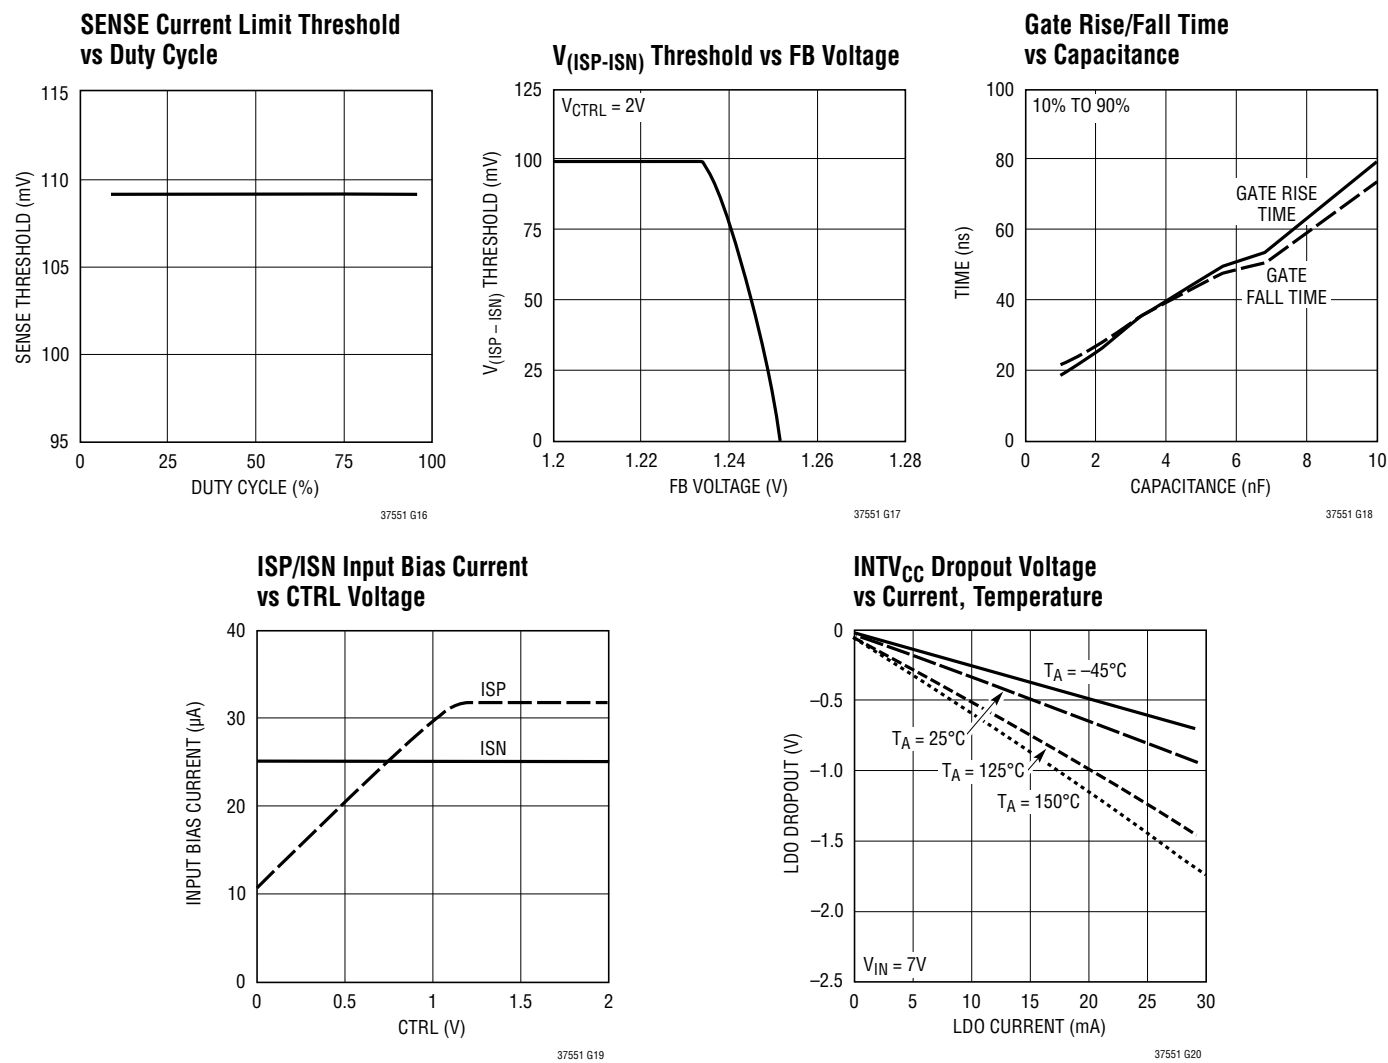 SENSE Current Limit Threshold
vs Duty Cycle
115
110
105
100
95
SENSE THRESHOLD (mV)
0
25
50
75
100
DUTY CYCLE (%)
37551 G16
V(ISP-ISN) Threshold vs FB Voltage
VCTRL = 2V
125
100
75
50
25
0
V(ISP – ISN) THRESHOLD (mV)
1.2
1.22
1.24
1.26
1.28
FB VOLTAGE (V)
37551 G17
Gate Rise/Fall Time
vs Capacitance
10% TO 90%
100
80
60
40
20
0
TIME (ns)
GATE RISE
TIME
GATE
FALL TIME
0
2
4
6
8
10
CAPACITANCE (nF)
37551 G18
ISP/ISN Input Bias Current
vs CTRL Voltage
40
30
20
10
0
INPUT BIAS CURRENT (µA)
ISP
ISN
0
0.5
1
1.5
2
CTRL (V)
37551 G19
INTVCC Dropout Voltage
vs Current, Temperature
0
–0.5
–1.0
–1.5
–2.0
–2.5
LDO DROPOUT (V)
TA = –45°C
TA = 25°C
TA = 125°C
TA = 150°C
VIN = 7V
0
5
10
15
20
25
30
LDO CURRENT (mA)
37551 G20